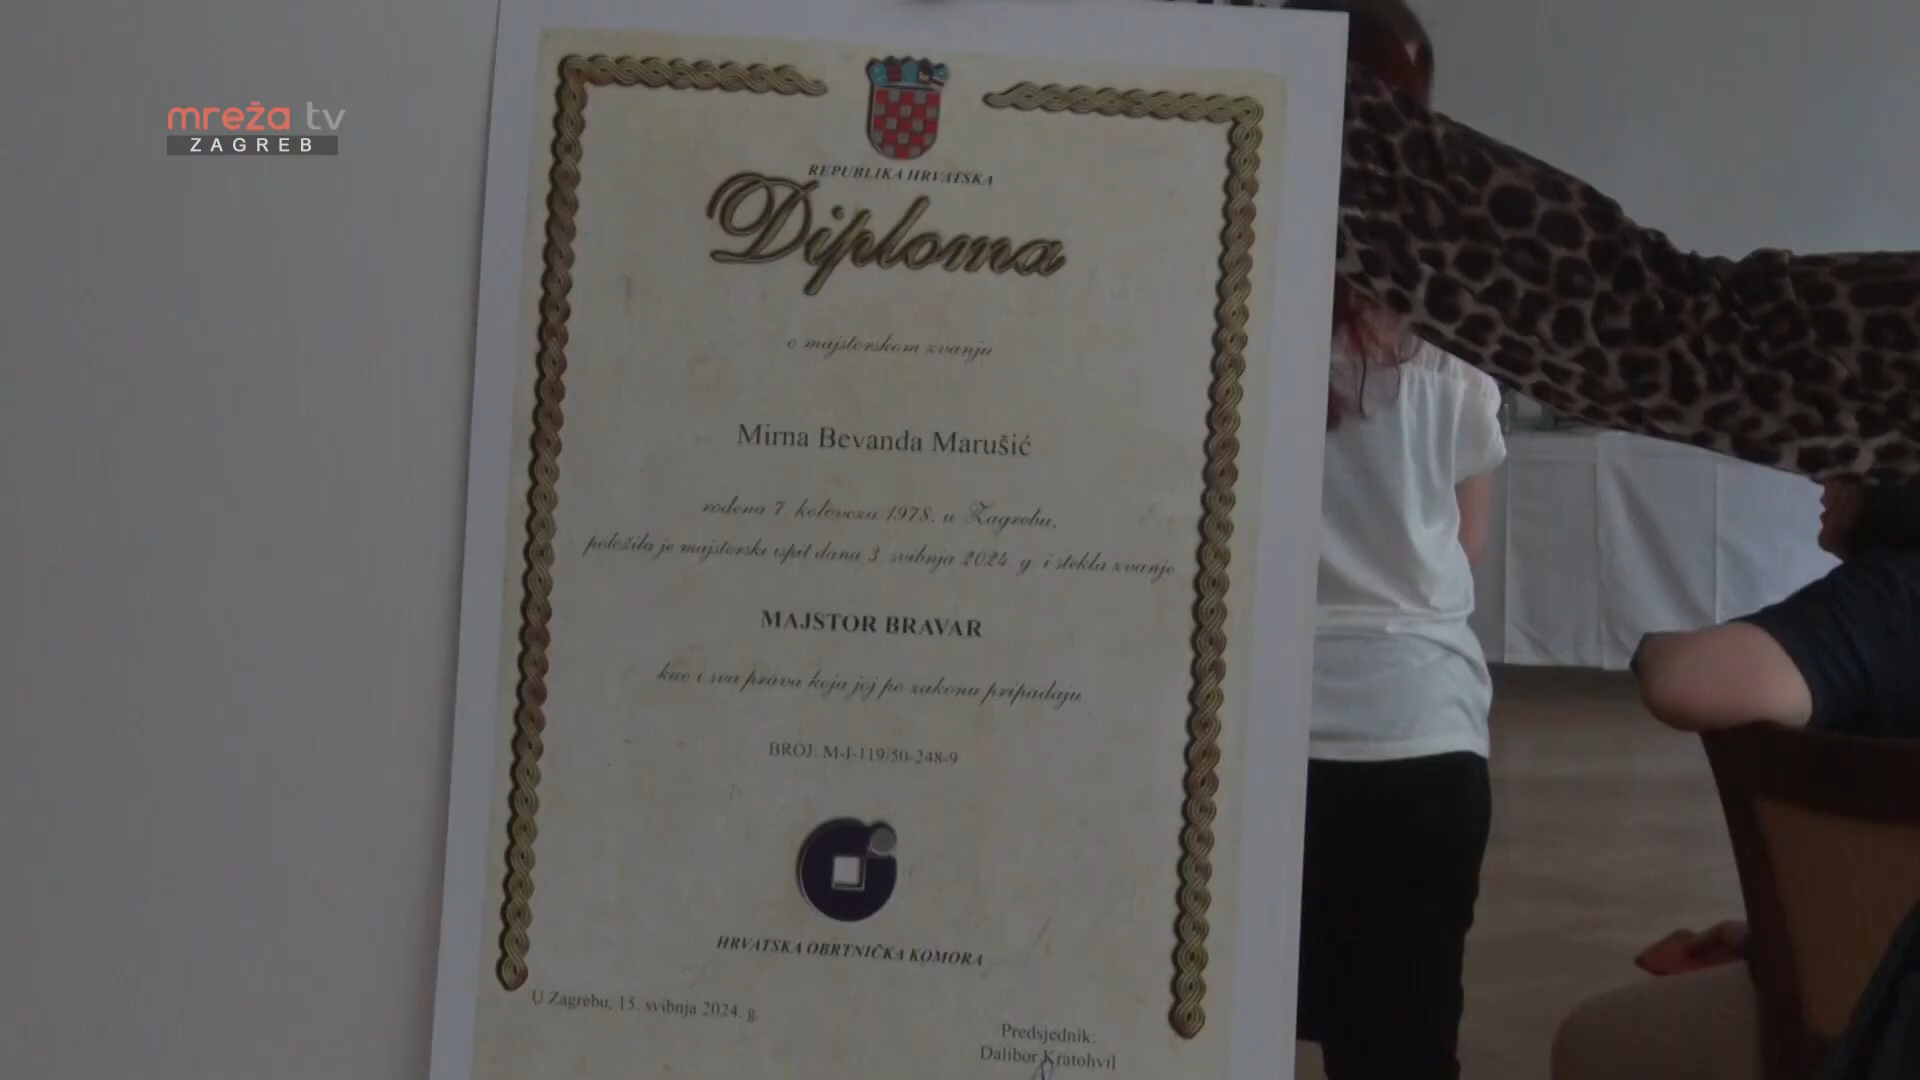 mreža tv
ZAGREB
REPUBLIKA HRVATSKA
Diploma
o majstorskom zvanju
Mirna Bevanda Marušić
rođena 7. kolovoza 1978. u Zagrebu,
položila je majstorski ispit dana 3. svibnja 2024. g. i stekla zvanje
MAJSTOR BRAVAR
kao i sva prava koja joj po zakonu pripadaju
BROJ: M-I-119/50-248-9
HRVATSKA OBRTNIČKA KOMORA
U Zagrebu, 15. svibnja 2024. g.
Predsjednik:
Dalibor Kratohvil